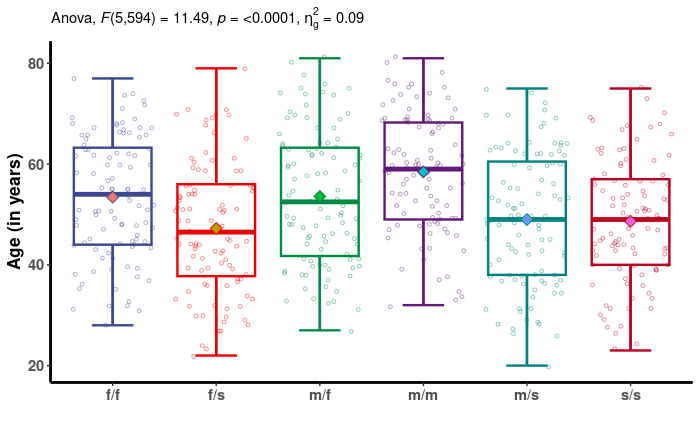 Anova, F(5,594) = 11.49, p = <0.0001, η²g = 0.09
80
60
40
20
Age (in years)
f/f f/s m/f m/m m/s s/s